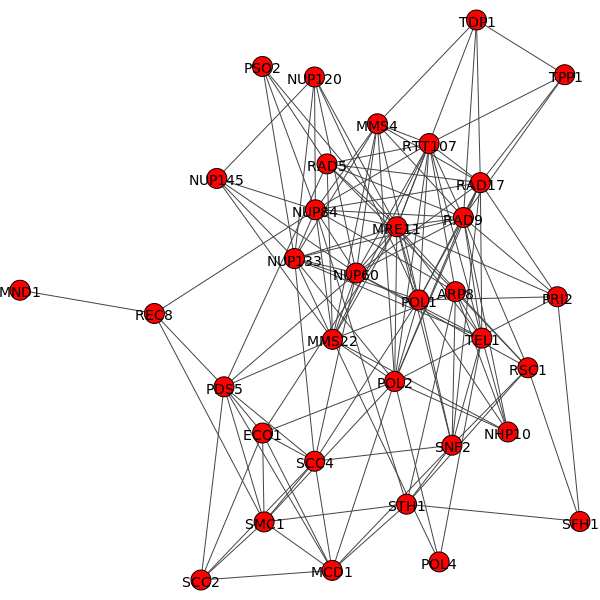 TDP1
PSO2
NUP120
TPP1
MMS4
RTT107
RAD5
NUP145
RAD17
NUP84
RAD9
MRE11
NUP133
NUP60
MND1
ARP8
PRI2
POL1
REC8
MMS22
TEL1
RSC1
PDS5
POL2
ECO1
NHP10
SNF2
SCC4
STH1
SMC1
SFH1
POL4
MCD1
SCC2